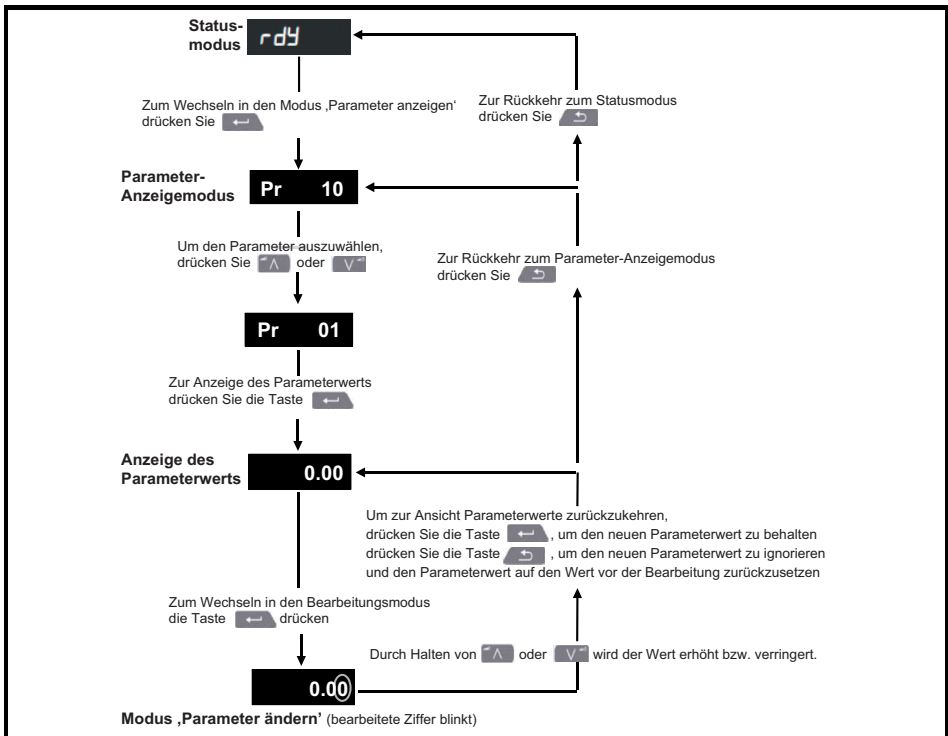 Status-
modus
rdy
Zum Wechseln in den Modus ‚Parameter anzeigen‘
drücken Sie
Zur Rückkehr zum Statusmodus
drücken Sie
Parameter-
Anzeigemodus
Pr 10
Um den Parameter auszuwählen,
drücken Sie oder
Zur Rückkehr zum Parameter-Anzeigemodus
drücken Sie
Pr 01
Zur Anzeige des Parameterwerts
drücken Sie die Taste
Anzeige des
Parameterwerts
0.00
Um zur Ansicht Parameterwerte zurückzukehren,
drücken Sie die Taste , um den neuen Parameterwert zu behalten
drücken Sie die Taste , um den neuen Parameterwert zu ignorieren
und den Parameterwert auf den Wert vor der Bearbeitung zurückzusetzen
Zum Wechseln in den Bearbeitungsmodus
die Taste drücken
Durch Halten von oder wird der Wert erhöht bzw. verringert.
0.00
Modus ‚Parameter ändern’ (bearbeitete Ziffer blinkt)